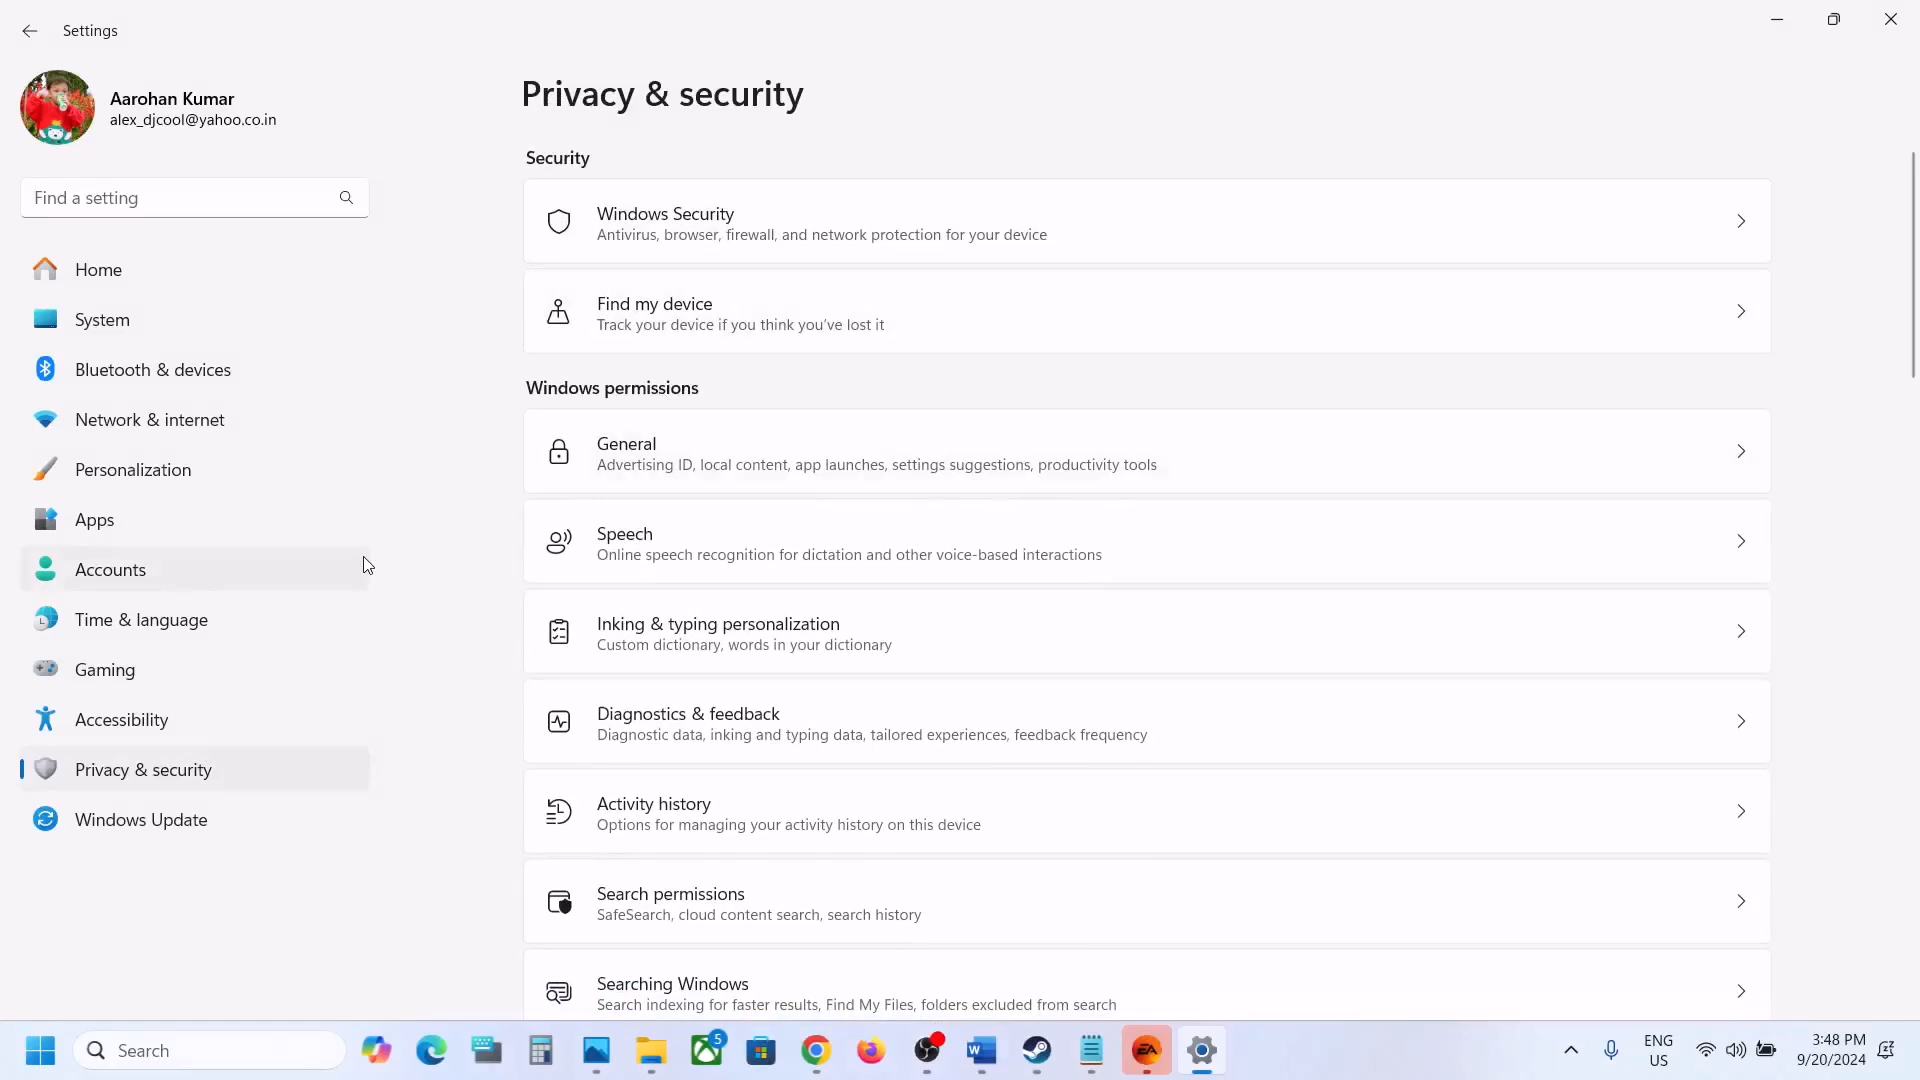 Settings
Aarohan Kumar
alex_djcool@yahoo.co.in
Find a setting
Home
System
Bluetooth & devices
Network & internet
Personalization
Apps
Accounts
Time & language
Gaming
Accessibility
Privacy & security
Windows Update
Privacy & security
Security
Windows Security
Antivirus, browser, firewall, and network protection for your device
Find my device
Track your device if you think you've lost it
Windows permissions
General
Advertising ID, local content, app launches, settings suggestions, productivity tools
Speech
Online speech recognition for dictation and other voice-based interactions
Inking & typing personalization
Custom dictionary, words in your dictionary
Diagnostics & feedback
Diagnostic data, inking and typing data, tailored experiences, feedback frequency
Activity history
Options for managing your activity history on this device
Search permissions
SafeSearch, cloud content search, search history
Searching Windows
Search indexing for faster results, Find My Files, folders excluded from search
Search
5
W
EA
ENG
US
3:48 PM
9/20/2024